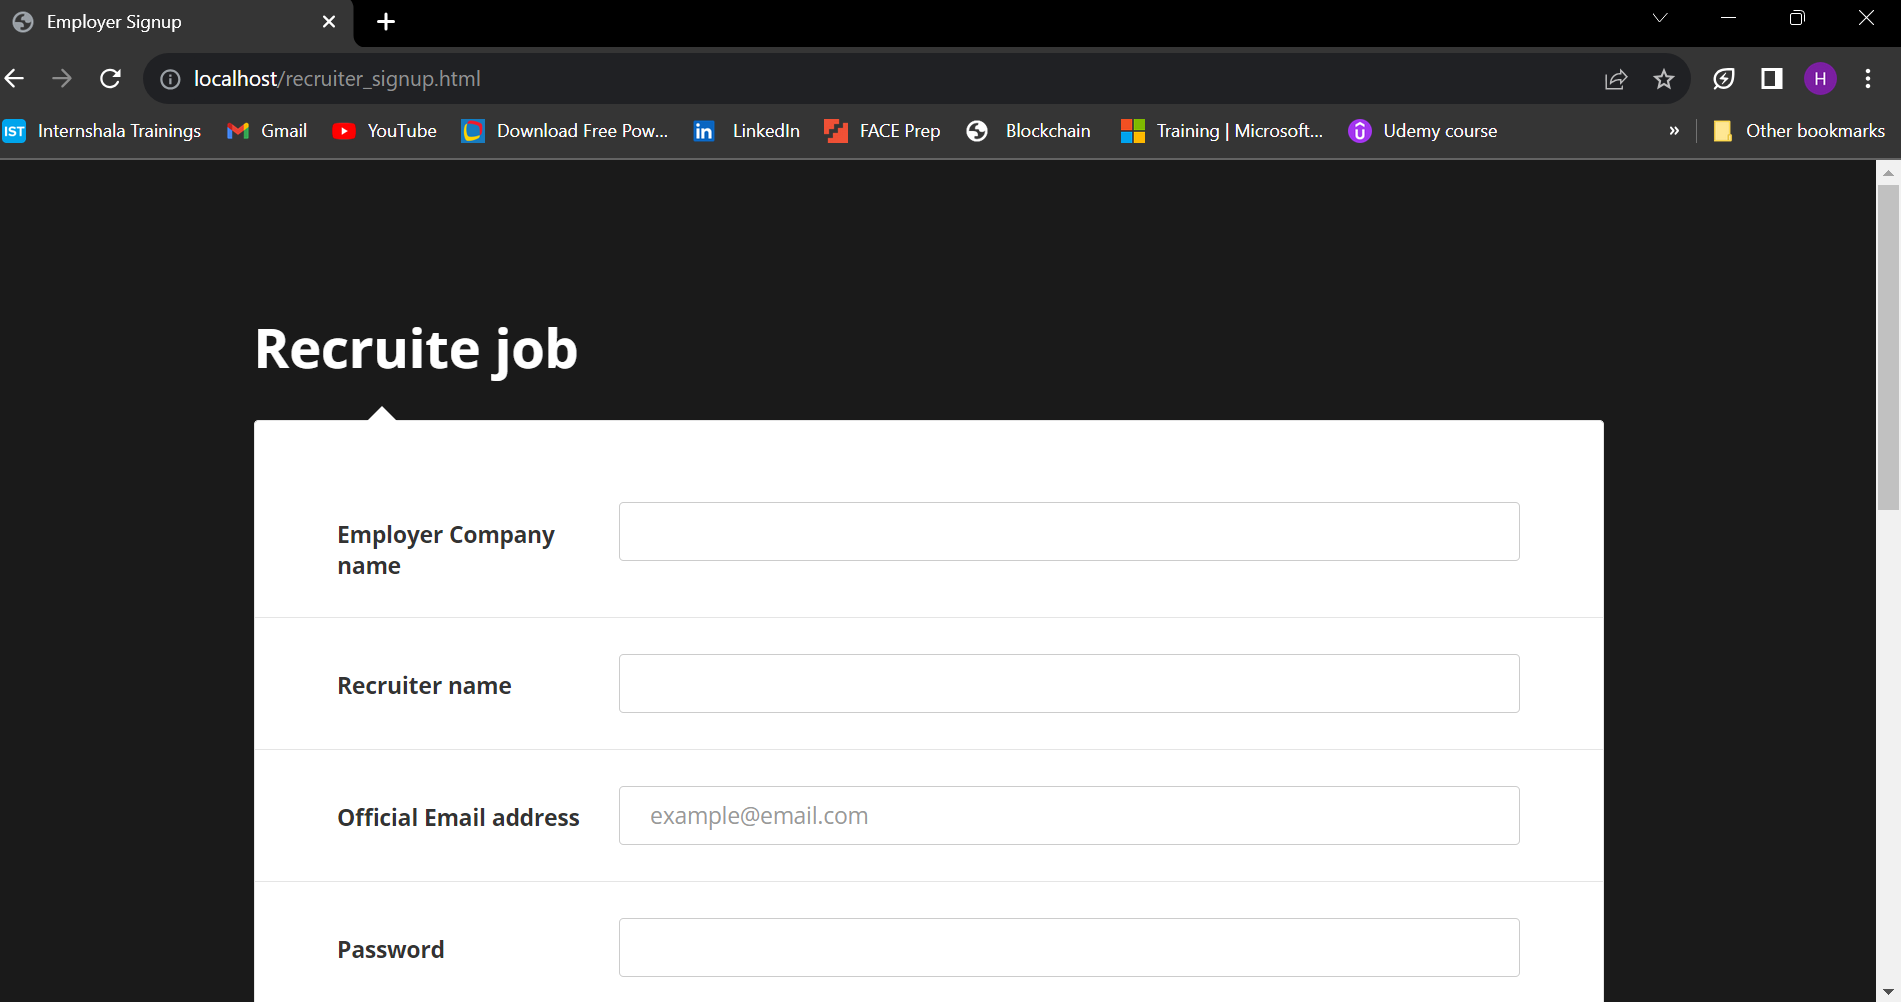 Employer Signup
localhost/recruiter_signup.html
H
IST Internshala Trainings Gmail YouTube Download Free Pow... in LinkedIn FACE Prep Blockchain Training | Microsoft... Udemy course » Other bookmarks
Recruite job
Employer Company
name
Recruiter name
Official Email address example@email.com
Password